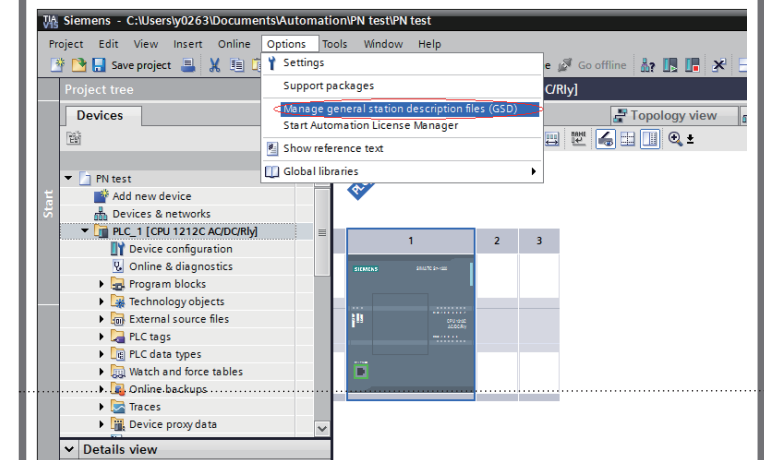 Siemens - C:\Users\y0263\Documents\Automation\PN test\PN test
Project Edit View Insert Online Options Tools Window Help
Save project
Go offline
Settings
Support packages
Manage general station description files (GSD)
Start Automation License Manager
Show reference text
Global libraries
Project tree
C/Rly]
Devices
Topology view
Start
PN test
Add new device
Devices & networks
PLC_1 [CPU 1212C AC/DC/Rly]
Device configuration
Online & diagnostics
Program blocks
Technology objects
External source files
PLC tags
PLC data types
Watch and force tables
Online backups
Traces
Device proxy data
Details view
1 2 3
SIEMENS